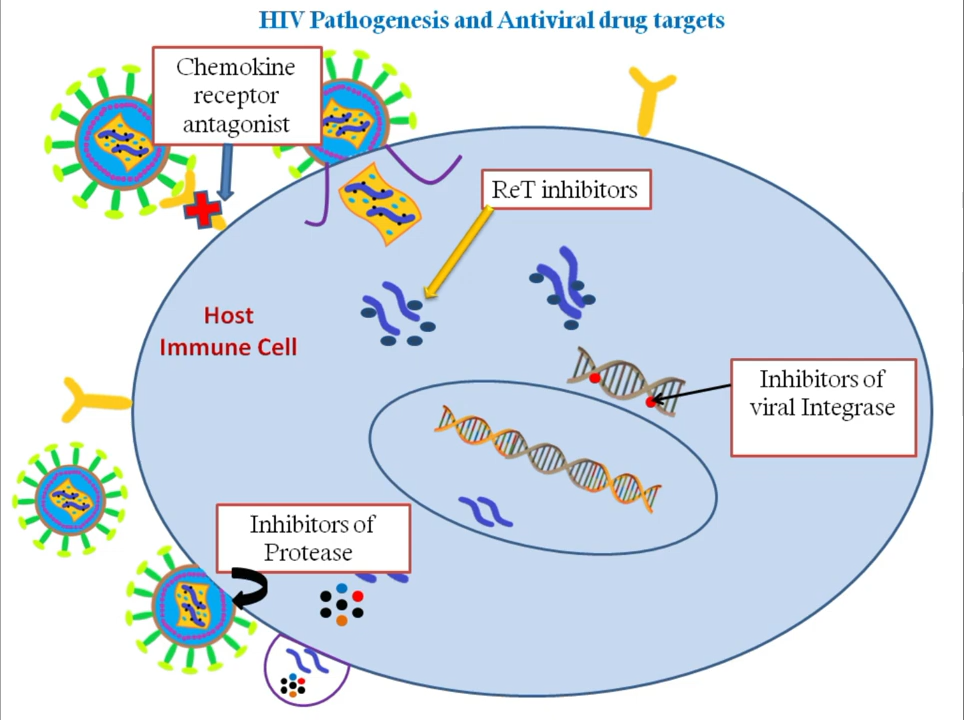 HIV Pathogenesis and Antiviral drug targets
Chemokine
receptor
antagonist
ReT inhibitors
Host
Immune Cell
Inhibitors of
viral Integrase
Inhibitors of
Protease